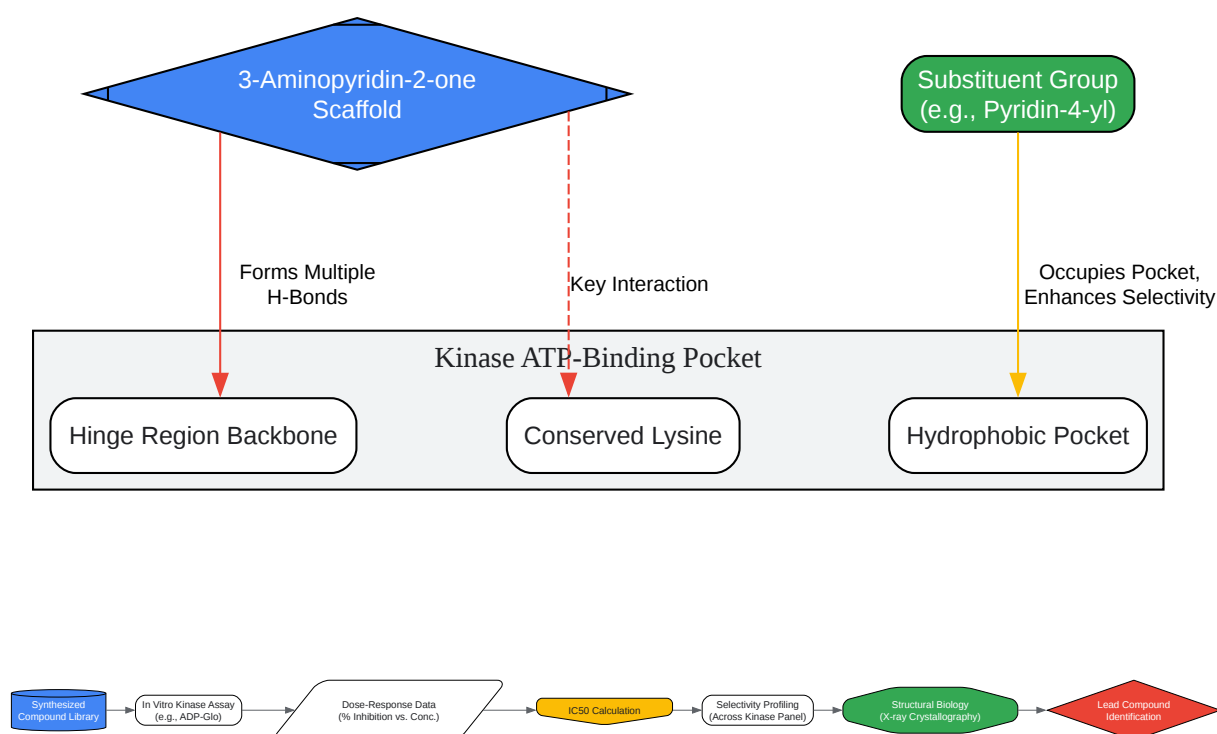 3-Aminopyridin-2-one
Scaffold
Substituent Group
(e.g., Pyridin-4-yl)
Forms Multiple
H-Bonds
Key Interaction
Occupies Pocket,
Enhances Selectivity
Kinase ATP-Binding Pocket
Hinge Region Backbone
Conserved Lysine
Hydrophobic Pocket
Synthesized
Compound Library
In Vitro Kinase Assay
(e.g., ADP-Glo)
Dose-Response Data
(% Inhibition vs. Conc.)
IC50 Calculation
Selectivity Profiling
(Across Kinase Panel)
Structural Biology
(X-ray Crystallography)
Lead Compound
Identification